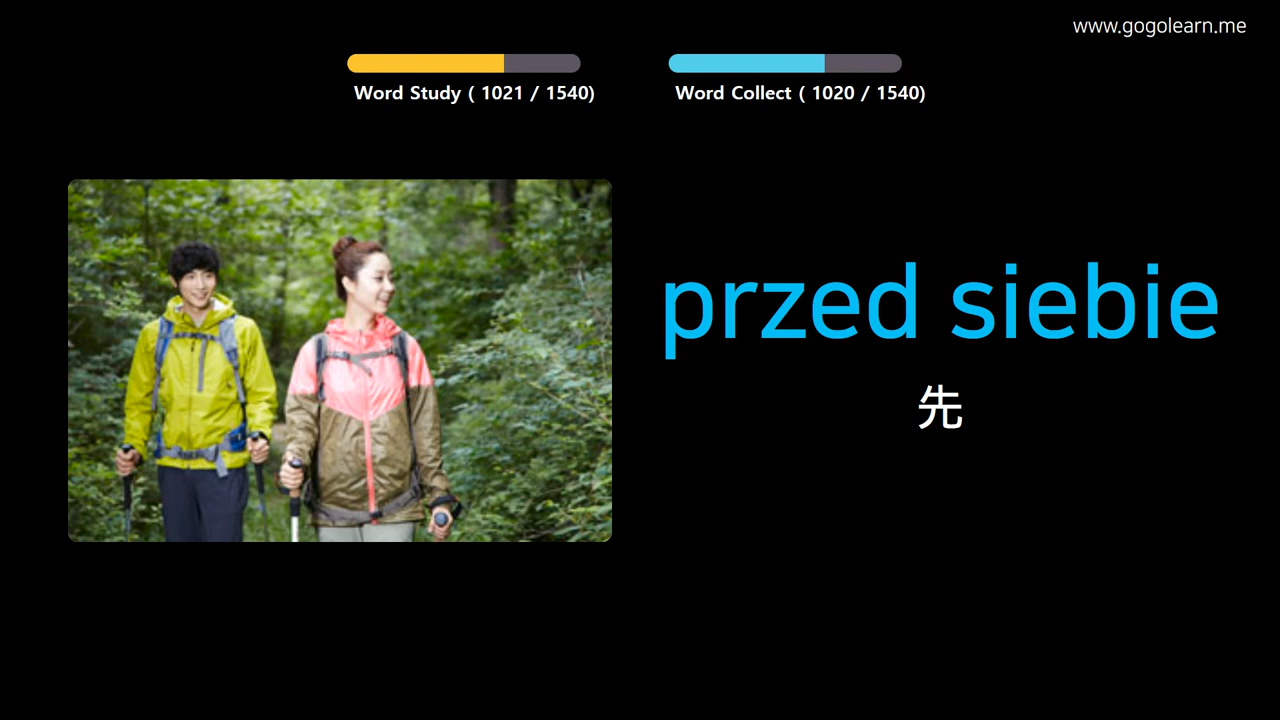 www.gogolearn.me
Word Study ( 1021 / 1540)
Word Collect ( 1020 / 1540)
przed siebie
先